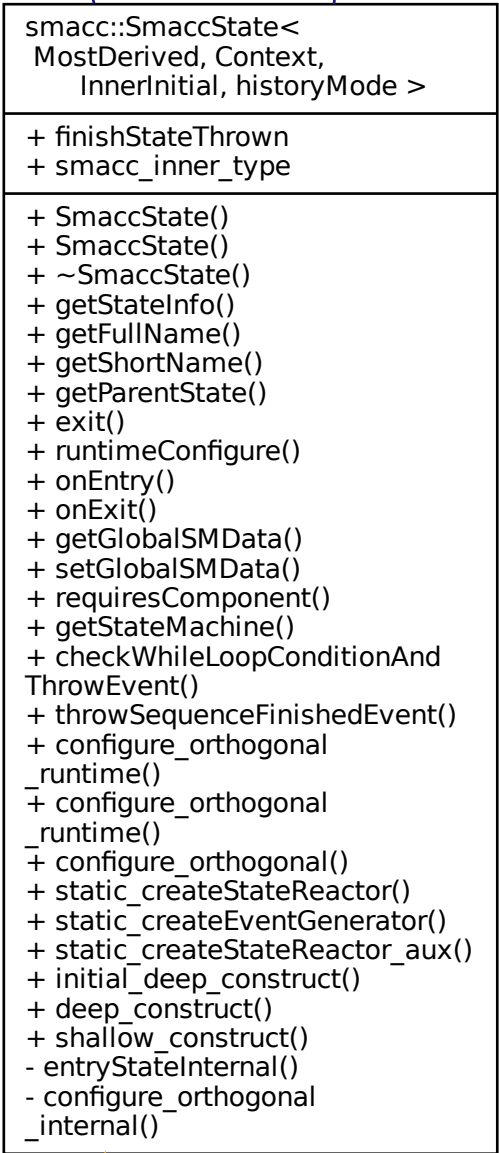 smacc::SmaccState<
MostDerived, Context,
InnerInitial, historyMode >
+ finishStateThrown
+ smacc_inner_type
+ SmaccState()
+ SmaccState()
+ ~SmaccState()
+ getStateInfo()
+ getFullName()
+ getShortName()
+ getParentState()
+ exit()
+ runtimeConfigure()
+ onEntry()
+ onExit()
+ getGlobalSMData()
+ setGlobalSMData()
+ requiresComponent()
+ getStateMachine()
+ checkWhileLoopConditionAnd
ThrowEvent()
+ throwSequenceFinishedEvent()
+ configure_orthogonal
_runtime()
+ configure_orthogonal
_runtime()
+ configure_orthogonal()
+ static_createStateReactor()
+ static_createEventGenerator()
+ static_createStateReactor_aux()
+ initial_deep_construct()
+ deep_construct()
+ shallow_construct()
- entryStateInternal()
- configure_orthogonal
_internal()